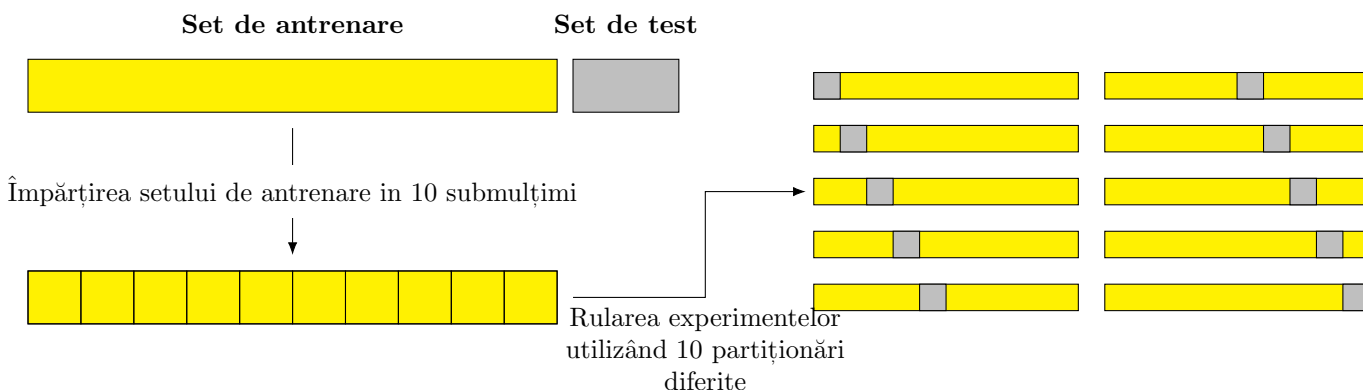 Set de antrenare
Set de test
Împărțirea setului de antrenare in 10 submulțimi
Rularea experimentelor
utilizând 10 partiționări
diferite